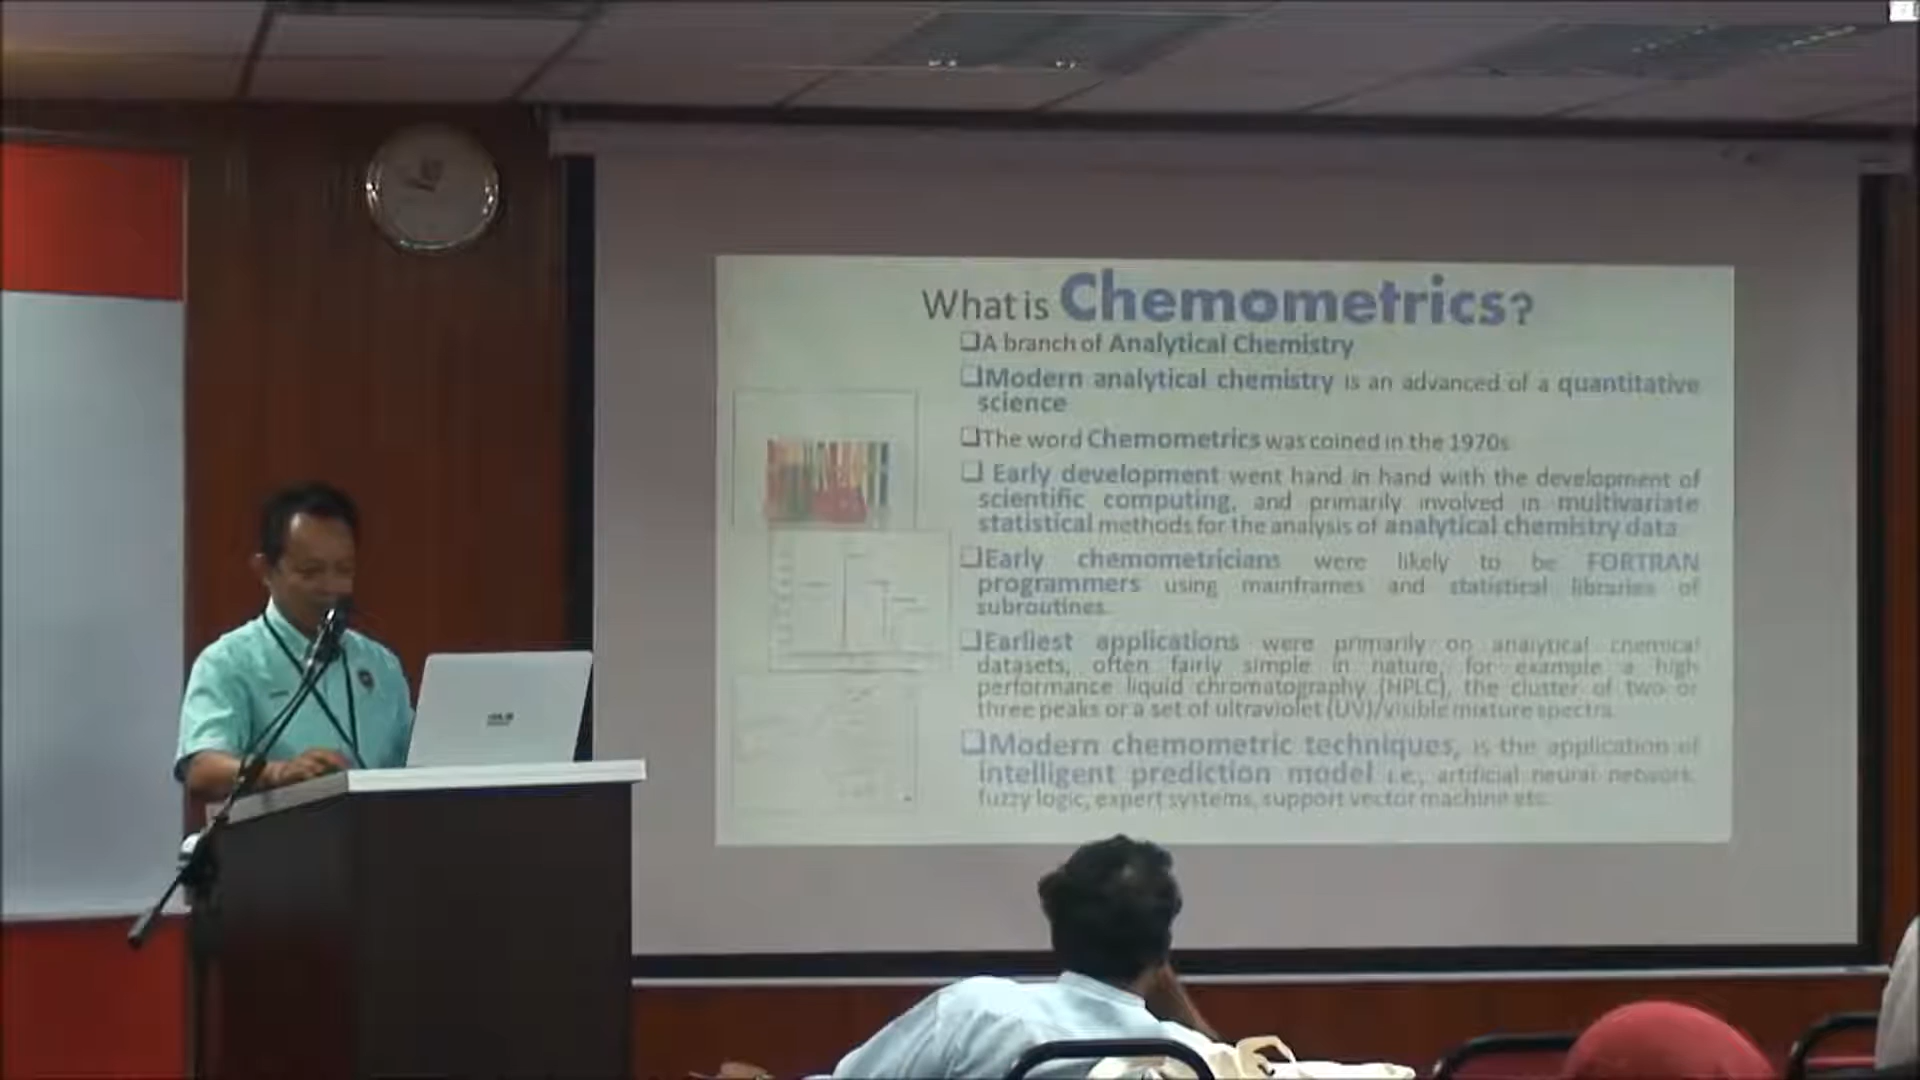 What is Chemometrics?
❑A branch of Analytical Chemistry
❑Modern analytical chemistry is an advanced of a quantitative
science
❑The word Chemometrics was coined in the 1970s
❑ Early development went hand in hand with the development of
scientific computing, and primarily involved in multivariate
statistical methods for the analysis of analytical chemistry data
❑Early chemometricians were likely to be FORTRAN
programmers using mainframes and statistical libraries of
subroutines.
❑Earliest applications were primarily on analytical chemical
datasets, often fairly simple in nature, for example a high
performance liquid chromatography (HPLC), the cluster of two or
three peaks or a set of ultraviolet (UV)/visible mixture spectra.
❑Modern chemometric techniques, is the application of
intelligent prediction model i.e., artificial neural network,
fuzzy logic, expert systems, support vector machine etc.